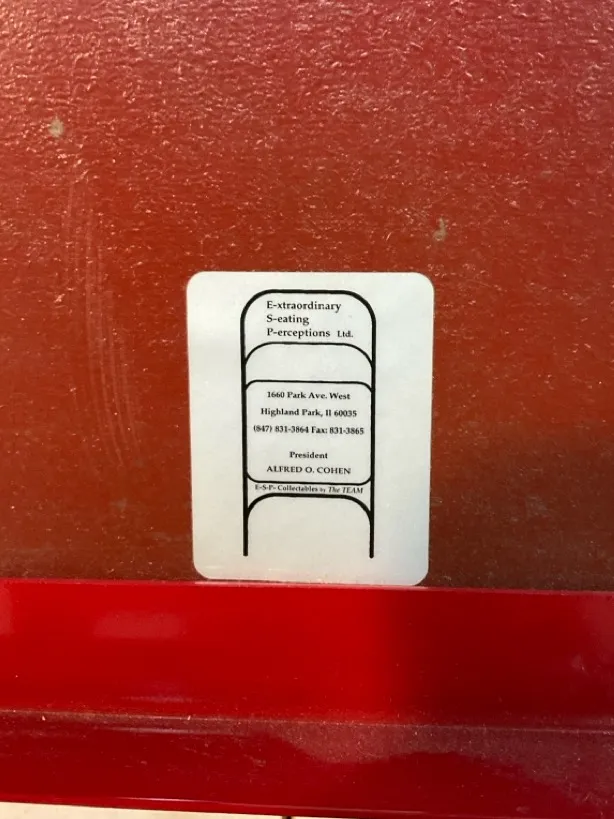 E-xtraordinary
S-eating
P-erceptions Ltd.
1660 Park Ave. West
Highland Park, Il 60035
(847) 831-3864 Fax: 831-3865
President
ALFRED O. COHEN
E-S-P- Collectables by The TEAM